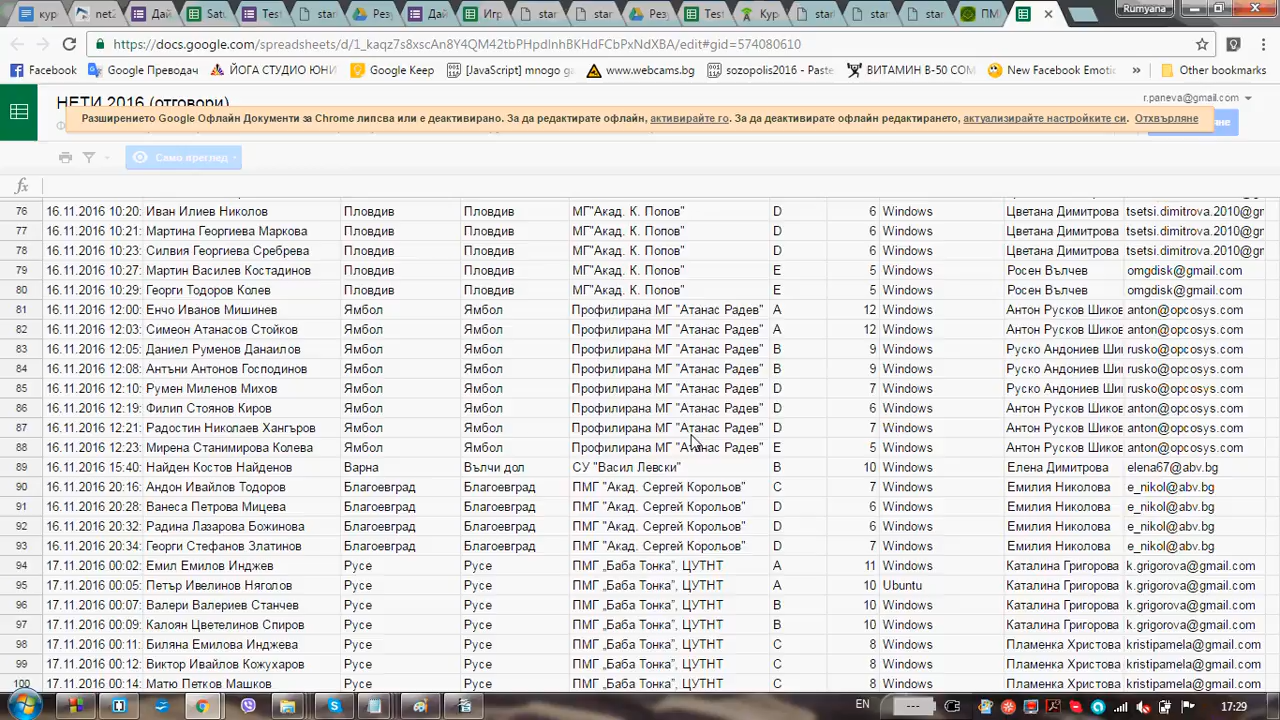 кур
net2
Дай
Satu
Test
star
Рез
Дай
Игр
star
star
Рез
Test
Кур
star
star
star
ПМ
Rumyana
https://docs.google.com/spreadsheets/d/1_kaqz7s8xscAn8Y4QM42tbPHpdInhBKHdFCbPxNdXBA/edit#gid=574080610
Facebook Google Преводач ЙОГА СТУДИО ЮНИ Google Keep [JavaScript] mnogo ga www.webcams.bg sozopolis2016 - Paste ВИТАМИН В-50 COM New Facebook Emotic » Other bookmarks
НЕТИ 2016 (отговори)
r.paneva@gmail.com
Разширението Google Офлайн Документи за Chrome липсва или е деактивирано. За да редактирате офлайн, активирайте го. За да деактивирате офлайн редактирането, актуализирайте настройките си. Отхвърляне
Само преглед
fx
76 16.11.2016 10:20: Иван Илиев Николов Пловдив Пловдив МГ"Акад. К. Попов" D 6 Windows Цветана Димитрова tsetsi.dimitrova.2010@gr
77 16.11.2016 10:21: Мартина Георгиева Маркова Пловдив Пловдив МГ"Акад. К. Попов" D 6 Windows Цветана Димитрова tsetsi.dimitrova.2010@gr
78 16.11.2016 10:23: Силвия Георгиева Сребрева Пловдив Пловдив МГ"Акад. К. Попов" D 6 Windows Цветана Димитрова tsetsi.dimitrova.2010@gr
79 16.11.2016 10:27: Мартин Василев Костадинов Пловдив Пловдив МГ"Акад. К. Попов" E 5 Windows Росен Вълчев omgdisk@gmail.com
80 16.11.2016 10:29: Георги Тодоров Колев Пловдив Пловдив МГ"Акад. К. Попов" E 5 Windows Росен Вълчев omgdisk@gmail.com
81 16.11.2016 12:00: Енчо Иванов Мишинев Ямбол Ямбол Профилирана МГ "Атанас Радев" A 12 Windows Антон Русков Шиков anton@opcosys.com
82 16.11.2016 12:03: Симеон Атанасов Стойков Ямбол Ямбол Профилирана МГ "Атанас Радев" A 12 Windows Антон Русков Шиков anton@opcosys.com
83 16.11.2016 12:05: Даниел Руменов Данаилов Ямбол Ямбол Профилирана МГ "Атанас Радев" B 9 Windows Руско Андониев Ши rusko@opcosys.com
84 16.11.2016 12:08: Антъни Антонов Господинов Ямбол Ямбол Профилирана МГ "Атанас Радев" B 9 Windows Руско Андониев Ши rusko@opcosys.com
85 16.11.2016 12:10: Румен Миленов Михов Ямбол Ямбол Профилирана МГ "Атанас Радев" D 7 Windows Руско Андониев Ши rusko@opcosys.com
86 16.11.2016 12:19: Филип Стоянов Киров Ямбол Ямбол Профилирана МГ "Атанас Радев" D 6 Windows Антон Русков Шиков anton@opcosys.com
87 16.11.2016 12:21: Радостин Николаев Хангъров Ямбол Ямбол Профилирана МГ "Атанас Радев" D 7 Windows Антон Русков Шиков anton@opcosys.com
88 16.11.2016 12:23: Мирена Станимирова Колева Ямбол Ямбол Профилирана МГ "Атанас Радев" E 5 Windows Антон Русков Шиков anton@opcosys.com
89 16.11.2016 15:40: Найден Костов Найденов Варна Вълчи дол СУ "Васил Левски" B 10 Windows Елена Димитрова elena67@abv.bg
90 16.11.2016 20:16: Андон Ивайлов Тодоров Благоевград Благоевград ПМГ "Акад. Сергей Корольов" C 7 Windows Емилия Николова e_nikol@abv.bg
91 16.11.2016 20:28: Ванеса Петрова Мицева Благоевград Благоевград ПМГ "Акад. Сергей Корольов" D 6 Windows Емилия Николова e_nikol@abv.bg
92 16.11.2016 20:32: Радина Лазарова Божинова Благоевград Благоевград ПМГ "Акад. Сергей Корольов" D 6 Windows Емилия Николова e_nikol@abv.bg
93 16.11.2016 20:34: Георги Стефанов Златинов Благоевград Благоевград ПМГ "Акад. Сергей Корольов" D 7 Windows Емилия Николова e_nikol@abv.bg
94 17.11.2016 00:02: Емил Емилов Инджев Русе Русе ПМГ „Баба Тонка", ЦУТНТ A 11 Windows Каталина Григорова k.grigorova@gmail.com
95 17.11.2016 00:05: Петър Ивелинов Няголов Русе Русе ПМГ „Баба Тонка", ЦУТНТ A 10 Ubuntu Каталина Григорова k.grigorova@gmail.com
96 17.11.2016 00:07: Валери Валериев Станчев Русе Русе ПМГ „Баба Тонка", ЦУТНТ B 10 Windows Каталина Григорова k.grigorova@gmail.com
97 17.11.2016 00:09: Калоян Цветелинов Спиров Русе Русе ПМГ „Баба Тонка", ЦУТНТ B 10 Windows Каталина Григорова k.grigorova@gmail.com
98 17.11.2016 00:11: Биляна Емилова Инджева Русе Русе ПМГ „Баба Тонка", ЦУТНТ C 8 Windows Пламенка Христова kristipamela@gmail.com
99 17.11.2016 00:12: Виктор Ивайлов Кожухаров Русе Русе ПМГ „Баба Тонка", ЦУТНТ C 8 Windows Пламенка Христова kristipamela@gmail.com
100 17.11.2016 00:14: Матю Петков Машков Русе Русе ПМГ „Баба Тонка", ЦУТНТ C 8 Windows Пламенка Христова kristipamela@gmail.com
EN 17:29